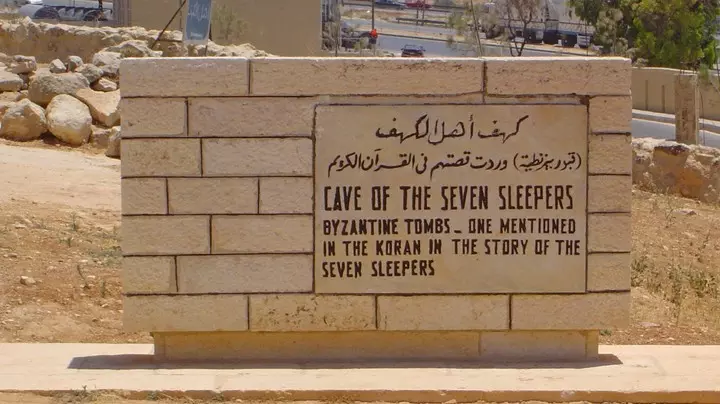 كهف أهل الكهف
(قبور بيزنطية) وردت قصتهم في القرآن الكريم
CAVE OF THE SEVEN SLEEPERS
BYZANTINE TOMBS _ ONE MENTIONED
IN THE KORAN IN THE STORY OF THE
SEVEN SLEEPERS